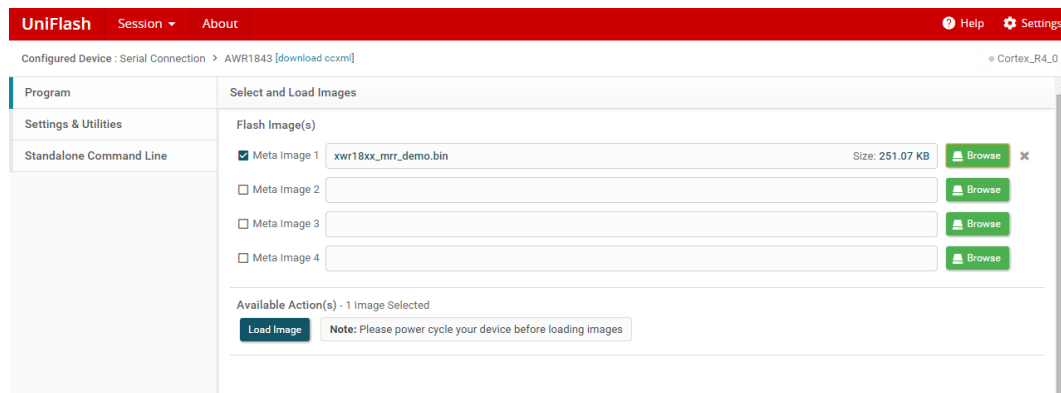 UniFlash Session About Help Settings
Configured Device : Serial Connection > AWR1843 [download ccxml] Cortex_R4_0
Program
Settings & Utilities
Standalone Command Line
Select and Load Images
Flash Image(s)
Meta Image 1 xwr18xx_mrr_demo.bin Size: 251.07 KB Browse
Meta Image 2 Browse
Meta Image 3 Browse
Meta Image 4 Browse
Available Action(s) - 1 Image Selected
Load Image Note: Please power cycle your device before loading images